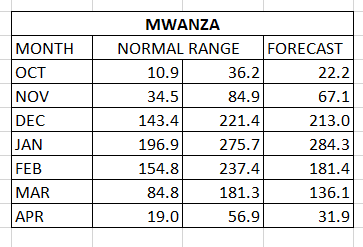 MWANZA
MONTH NORMAL RANGE FORECAST
OCT 10.9 36.2 22.2
NOV 34.5 84.9 67.1
DEC 143.4 221.4 213.0
JAN 196.9 275.7 284.3
FEB 154.8 237.4 181.4
MAR 84.8 181.3 136.1
APR 19.0 56.9 31.9